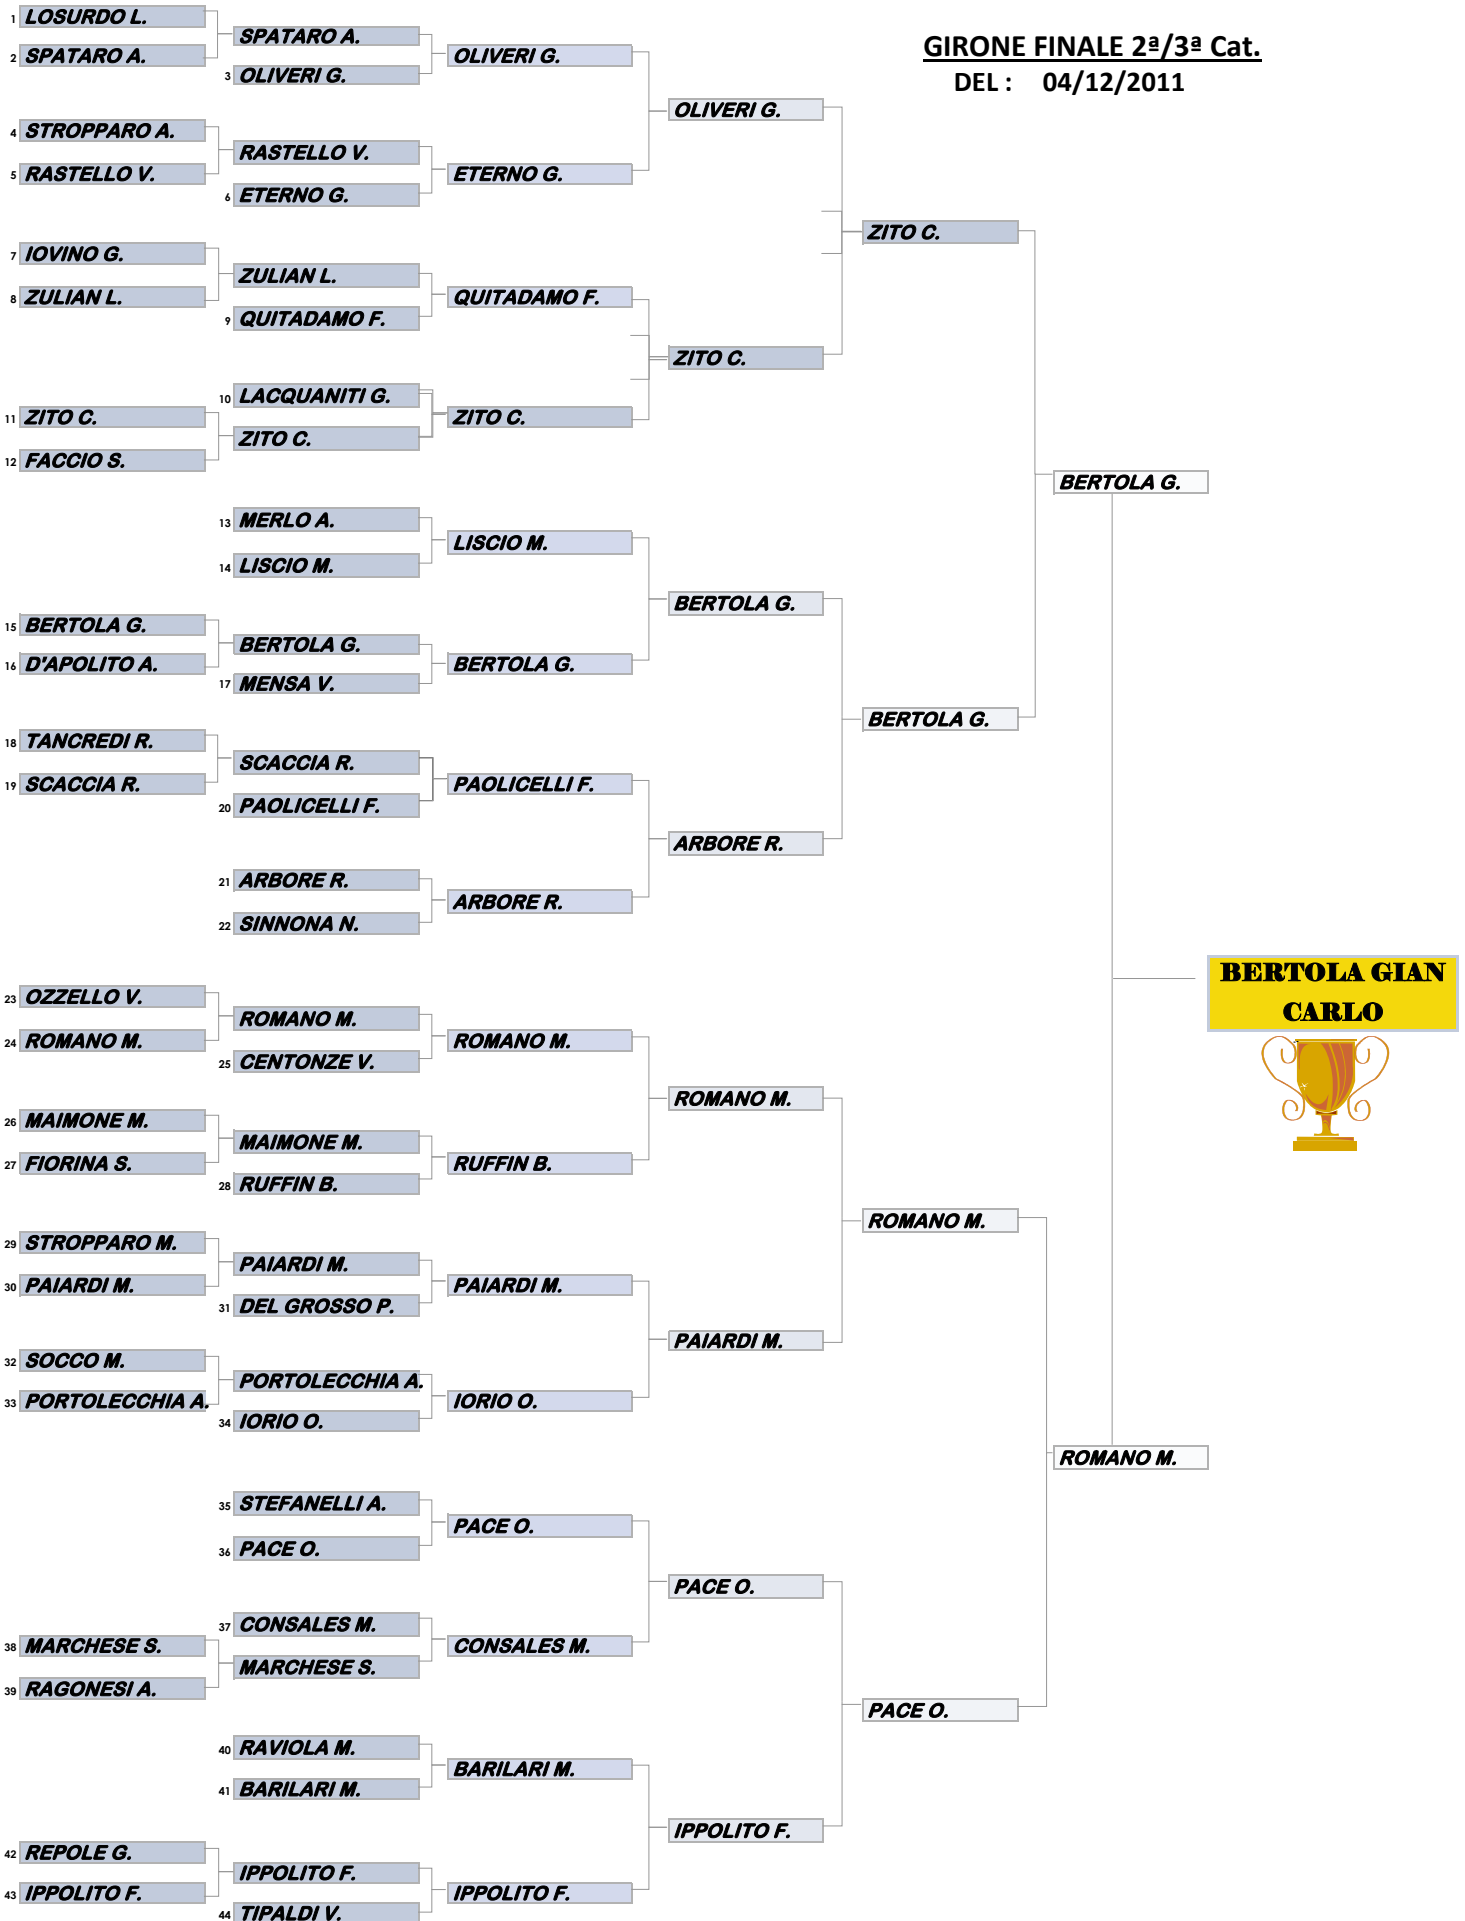 GIRONE FINALE 2ª/3ª Cat.
DEL : 04/12/2011
1 LOSURDO L.
2 SPATARO A.
4 STROPPARO A.
5 RASTELLO V.
7 IOVINO G.
8 ZULIAN L.
11 ZITO C.
12 FACCIO S.
15 BERTOLA G.
16 D'APOLITO A.
18 TANCREDI R.
19 SCACCIA R.
23 OZZELLO V.
24 ROMANO M.
26 MAIMONE M.
27 FIORINA S.
29 STROPPARO M.
30 PAIARDI M.
32 SOCCO M.
33 PORTOLECCHIA A.
38 MARCHESE S.
39 RAGONESI A.
42 REPOLE G.
43 IPPOLITO F.
SPATARO A.
3 OLIVERI G.
RASTELLO V.
6 ETERNO G.
ZULIAN L.
9 QUITADAMO F.
10 LACQUANITI G.
ZITO C.
13 MERLO A.
14 LISCIO M.
BERTOLA G.
17 MENSA V.
SCACCIA R.
20 PAOLICELLI F.
21 ARBORE R.
22 SINNONA N.
ROMANO M.
25 CENTONZE V.
MAIMONE M.
28 RUFFIN B.
PAIARDI M.
31 DEL GROSSO P.
PORTOLECCHIA A.
34 IORIO O.
35 STEFANELLI A.
36 PACE O.
37 CONSALES M.
MARCHESE S.
40 RAVIOLA M.
41 BARILARI M.
IPPOLITO F.
44 TIPALDI V.
OLIVERI G.
ETERNO G.
QUITADAMO F.
ZITO C.
LISCIO M.
BERTOLA G.
PAOLICELLI F.
ARBORE R.
ROMANO M.
RUFFIN B.
PAIARDI M.
IORIO O.
PACE O.
CONSALES M.
BARILARI M.
IPPOLITO F.
OLIVERI G.
ZITO C.
BERTOLA G.
ARBORE R.
ROMANO M.
PAIARDI M.
PACE O.
IPPOLITO F.
ZITO C.
BERTOLA G.
ROMANO M.
PACE O.
BERTOLA G.
ROMANO M.
BERTOLA GIAN
CARLO